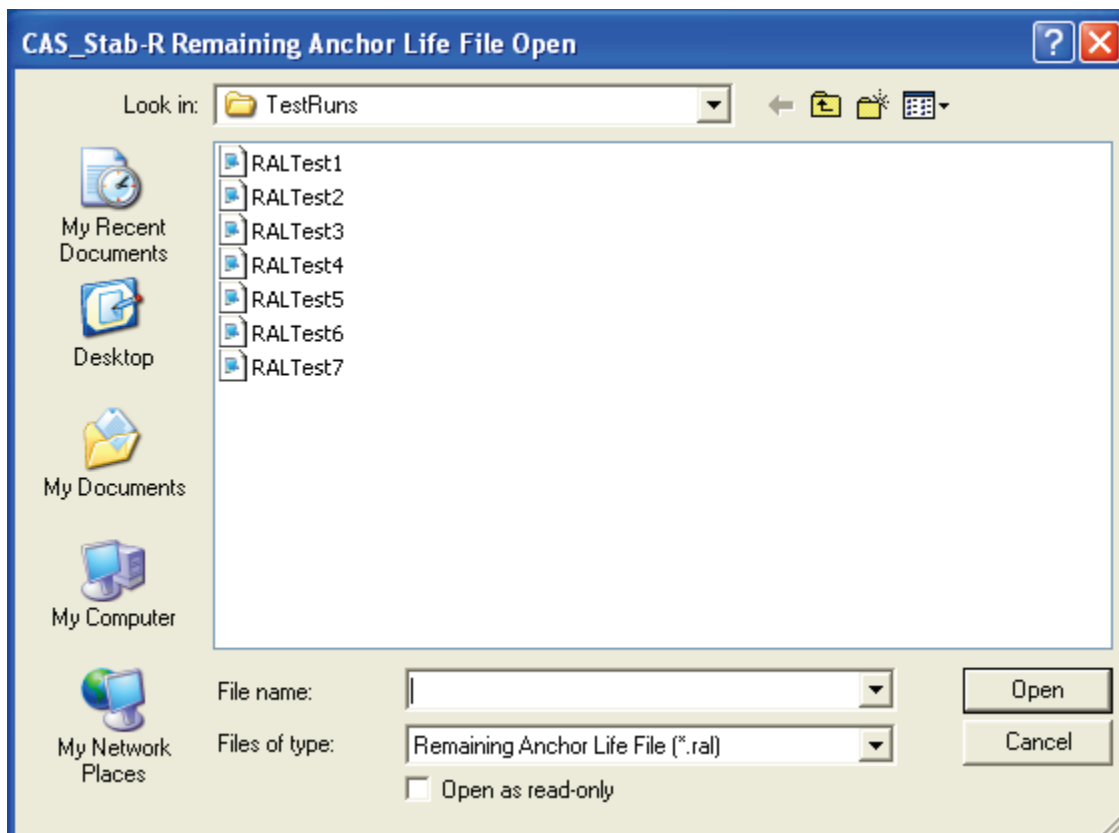 CAS_Stab-R Remaining Anchor Life File Open
?
Look in:
TestRuns
My Recent
Documents
Desktop
My Documents
My Computer
My Network
Places
RALTest1
RALTest2
RALTest3
RALTest4
RALTest5
RALTest6
RALTest7
File name:
Open
Files of type:
Remaining Anchor Life File (*.ral)
Cancel
Open as read-only